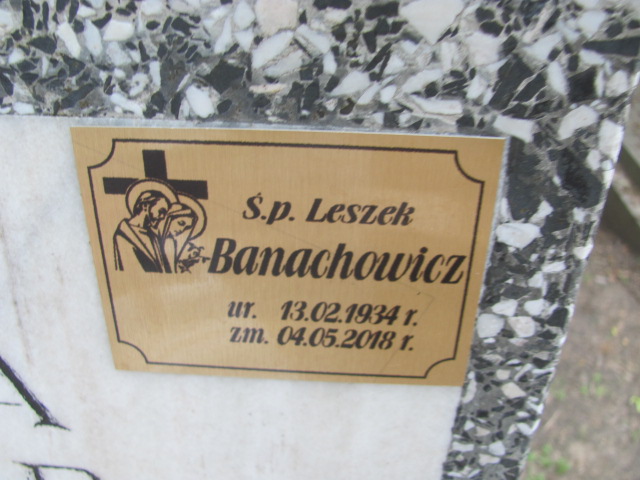 Ś.p. Leszek
Banachowicz
ur. 13.02.1934 r.
zm. 04.05.2018 r.